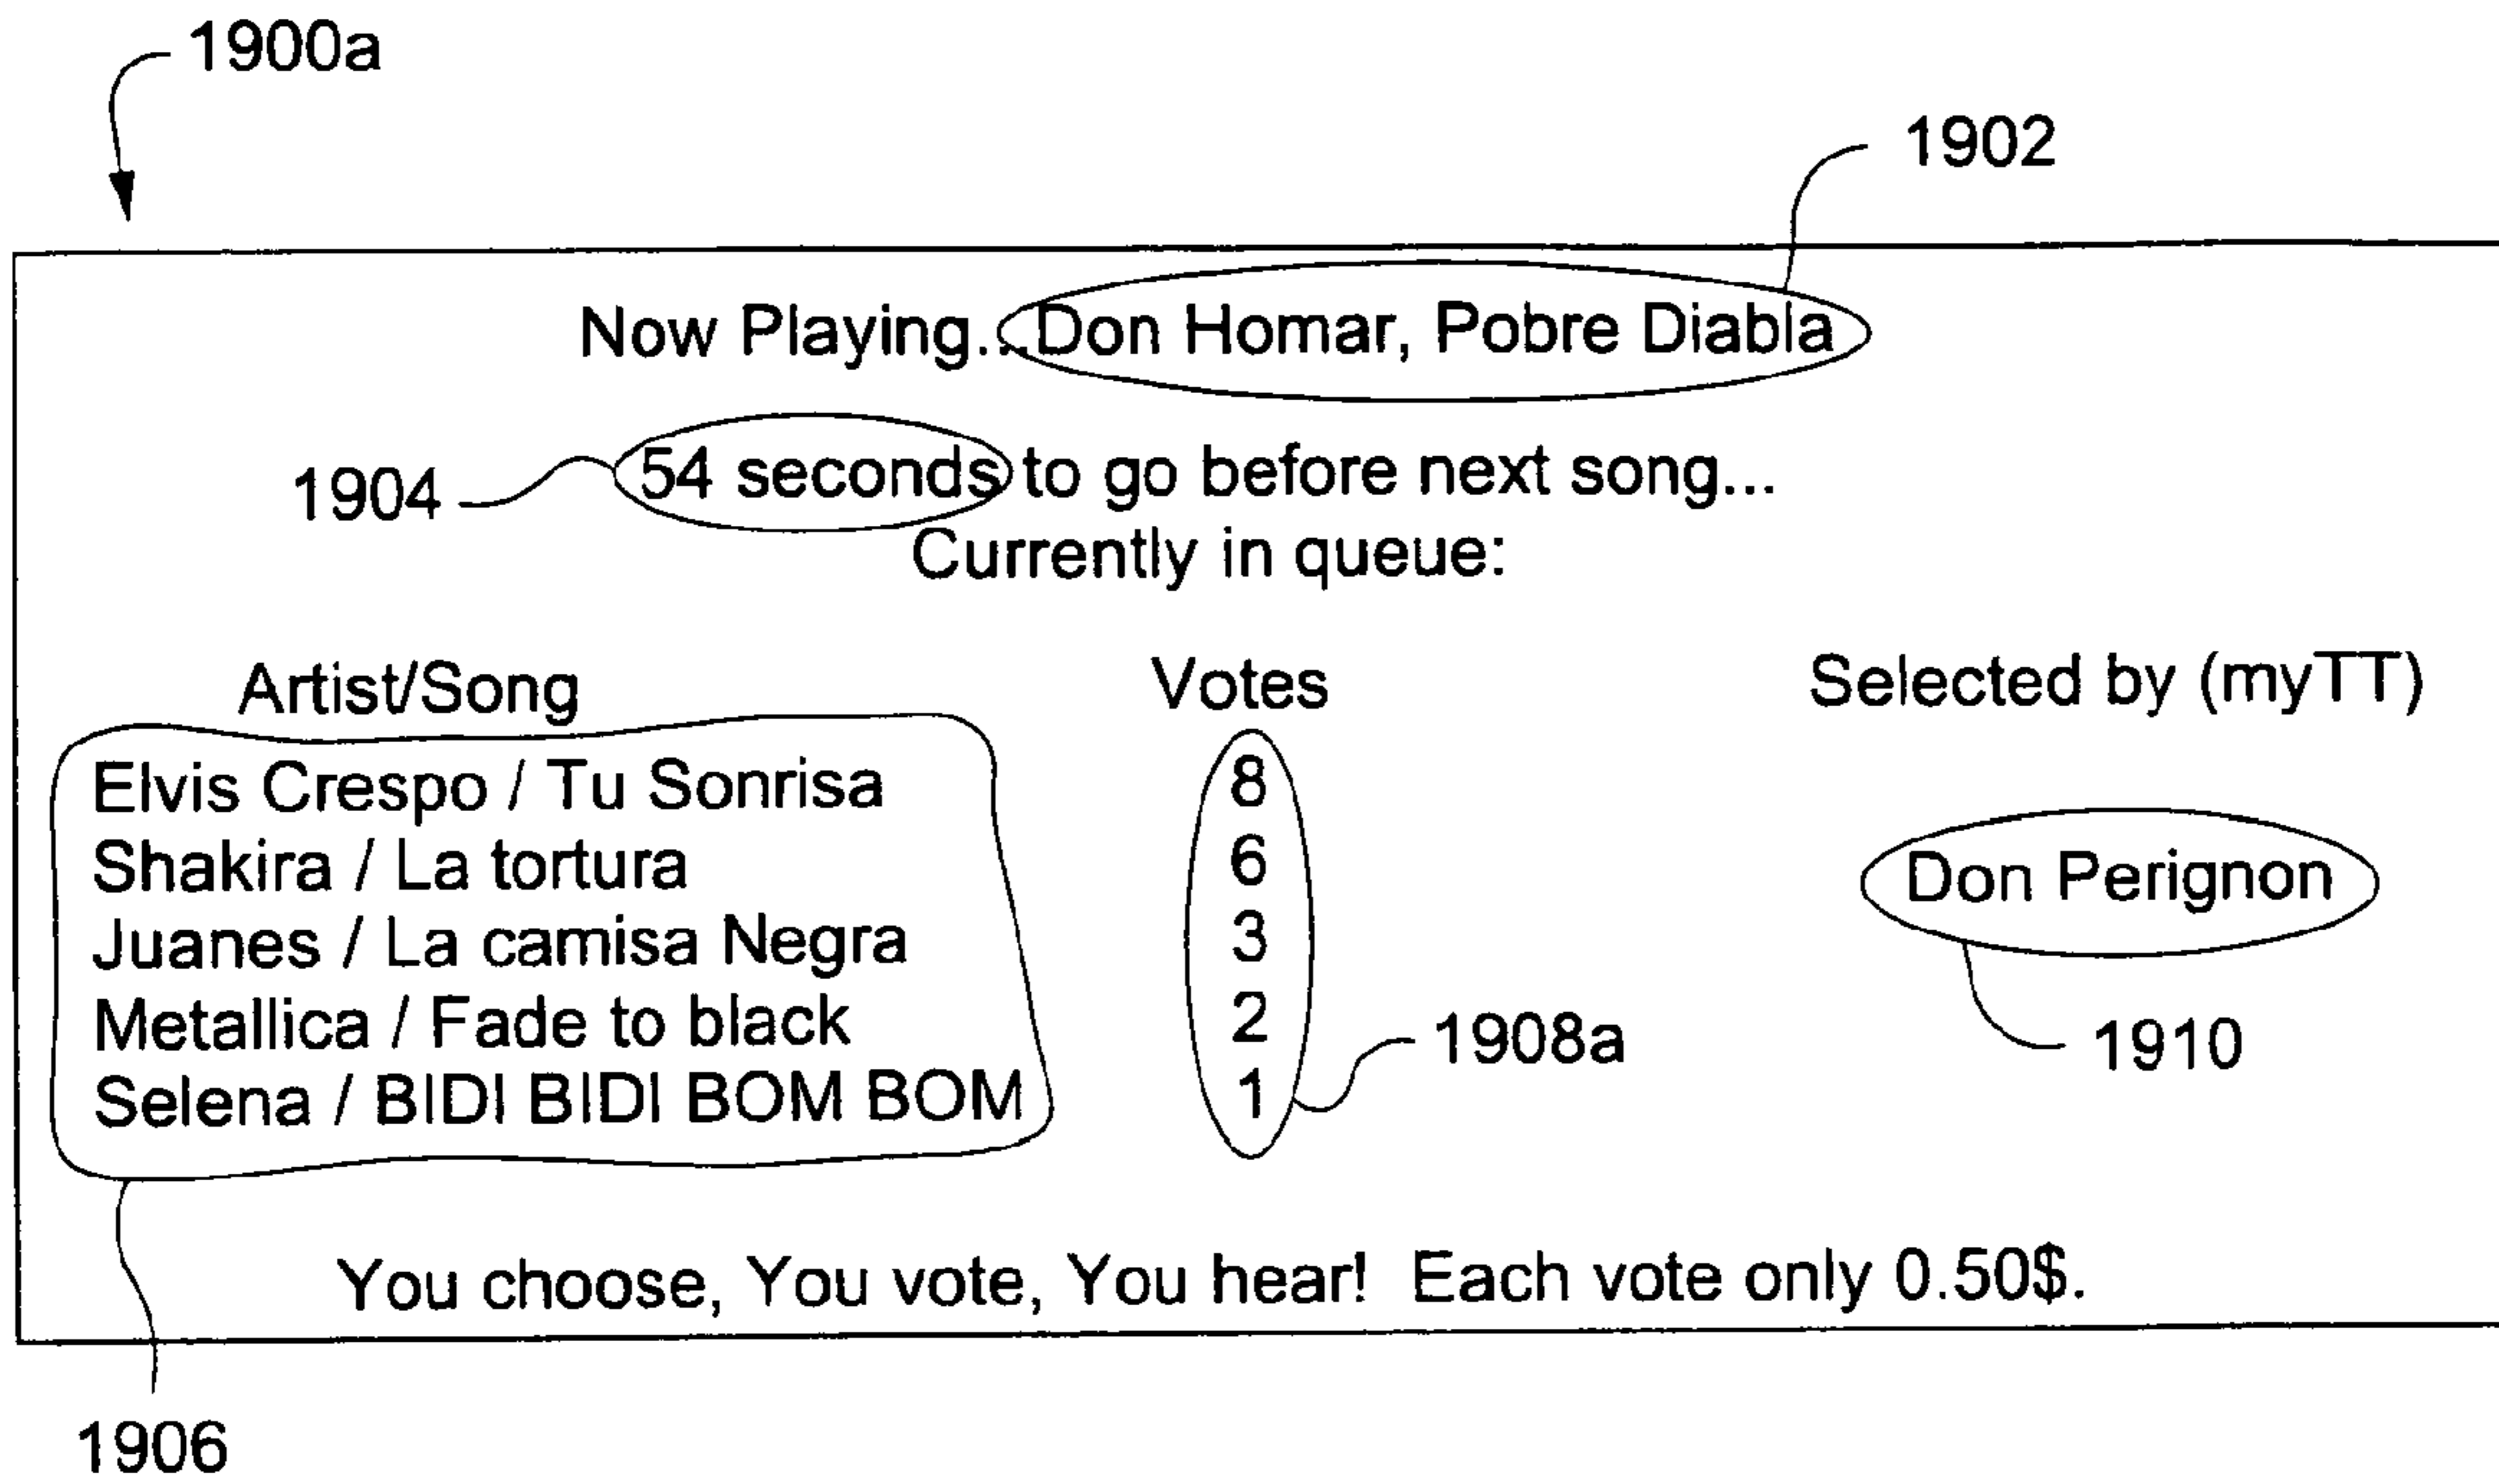 1900a
1902
Now Playing...Don Homar, Pobre Diabla
1904 54 seconds to go before next song...
Currently in queue:
Artist/Song Votes Selected by (myTT)
Elvis Crespo / Tu Sonrisa 8
Shakira / La tortura 6 Don Perignon
Juanes / La camisa Negra 3
Metallica / Fade to black 2 1908a 1910
Selena / BIDI BIDI BOM BOM 1
You choose, You vote, You hear! Each vote only 0.50$.
1906